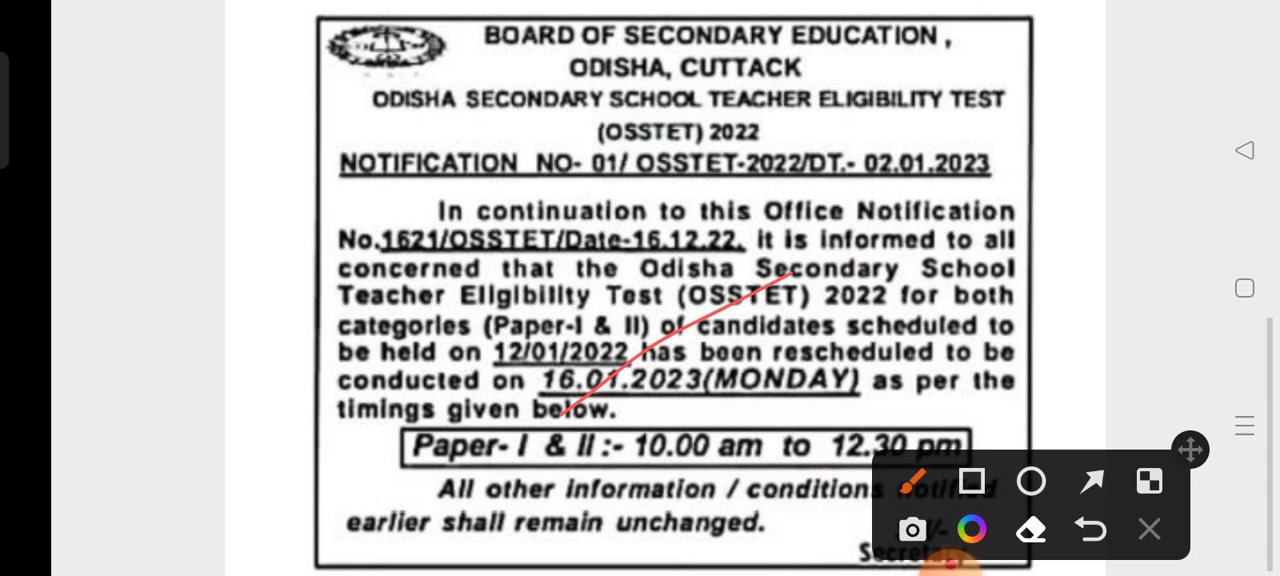 BOARD OF SECONDARY EDUCATION ,
ODISHA, CUTTACK
ODISHA SECONDARY SCHOOL TEACHER ELIGIBILITY TEST
(OSSTET) 2022
NOTIFICATION NO- 01/ OSSTET-2022/DT.- 02.01.2023
In continuation to this Office Notification
No.1621/OSSTET/Date-16.12.22, it is informed to all
concerned that the Odisha Secondary School
Teacher Eligibility Test (OSSTET) 2022 for both
categories (Paper-I & II) of candidates scheduled to
be held on 12/01/2022 has been rescheduled to be
conducted on 16.01.2023(MONDAY) as per the
timings given below.
Paper- I & II :- 10.00 am to 12.30 pm
All other information / conditions notified
earlier shall remain unchanged.
Secretary